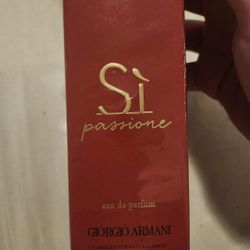 Sì
passione
GIORGIO ARMANI
eau de parfum